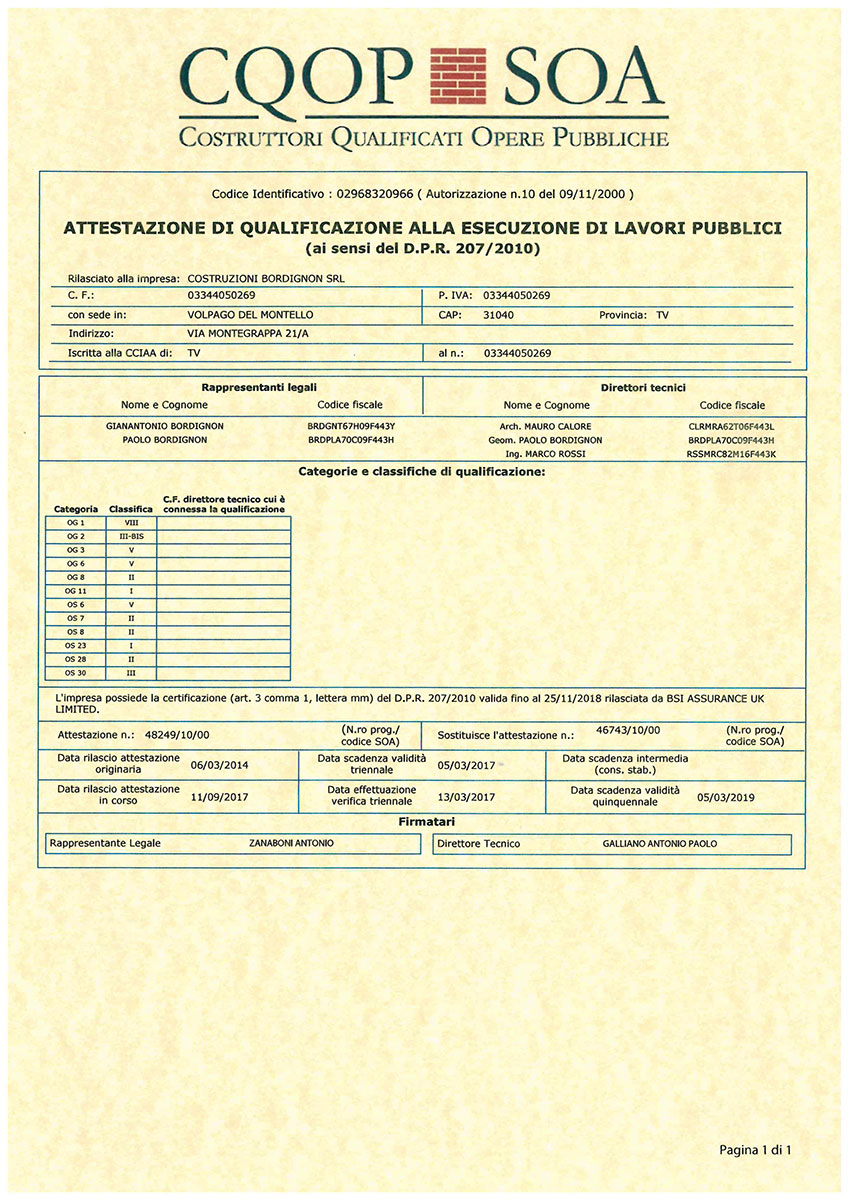 CQOP SOA
COSTRUTTORI QUALIFICATI OPERE PUBBLICHE
Codice Identificativo : 02968320966 ( Autorizzazione n.10 del 09/11/2000 )
ATTESTAZIONE DI QUALIFICAZIONE ALLA ESECUZIONE DI LAVORI PUBBLICI
(ai sensi del D.P.R. 207/2010)
Rilasciato alla impresa: COSTRUZIONI BORDIGNON SRL
C. F.: 03344050269 P. IVA: 03344050269
con sede in: VOLPAGO DEL MONTELLO CAP: 31040 Provincia: TV
Indirizzo: VIA MONTEGRAPPA 21/A
Iscritta alla CCIAA di: TV al n.: 03344050269
Rappresentanti legali Direttori tecnici
Nome e Cognome Codice fiscale Nome e Cognome Codice fiscale
GIANANTONIO BORDIGNON BRDGNT67H09F443Y Arch. MAURO CALORE CLRMRA62T06F443L
PAOLO BORDIGNON BRDPLA70C09F443H Geom. PAOLO BORDIGNON BRDPLA70C09F443H
Ing. MARCO ROSSI RSSMRC82M16F443K
Categorie e classifiche di qualificazione:
Categoria Classifica C.F. direttore tecnico cui è connessa la qualificazione
OG 1 VIII
OG 2 III-BIS
OG 3 V
OG 6 V
OG 8 II
OG 11 I
OS 6 V
OS 7 II
OS 8 II
OS 23 I
OS 28 II
OS 30 III
L'impresa possiede la certificazione (art. 3 comma 1, lettera mm) del D.P.R. 207/2010 valida fino al 25/11/2018 rilasciata da BSI ASSURANCE UK
LIMITED.
Attestazione n.: 48249/10/00 (N.ro prog./ codice SOA) Sostituisce l'attestazione n.: 46743/10/00 (N.ro prog./ codice SOA)
Data rilascio attestazione originaria 06/03/2014 Data scadenza validità triennale 05/03/2017 Data scadenza intermedia (cons. stab.)
Data rilascio attestazione in corso 11/09/2017 Data effettuazione verifica triennale 13/03/2017 Data scadenza validità quinquennale 05/03/2019
Firmatari
Rappresentante Legale ZANABONI ANTONIO Direttore Tecnico GALLIANO ANTONIO PAOLO
Pagina 1 di 1